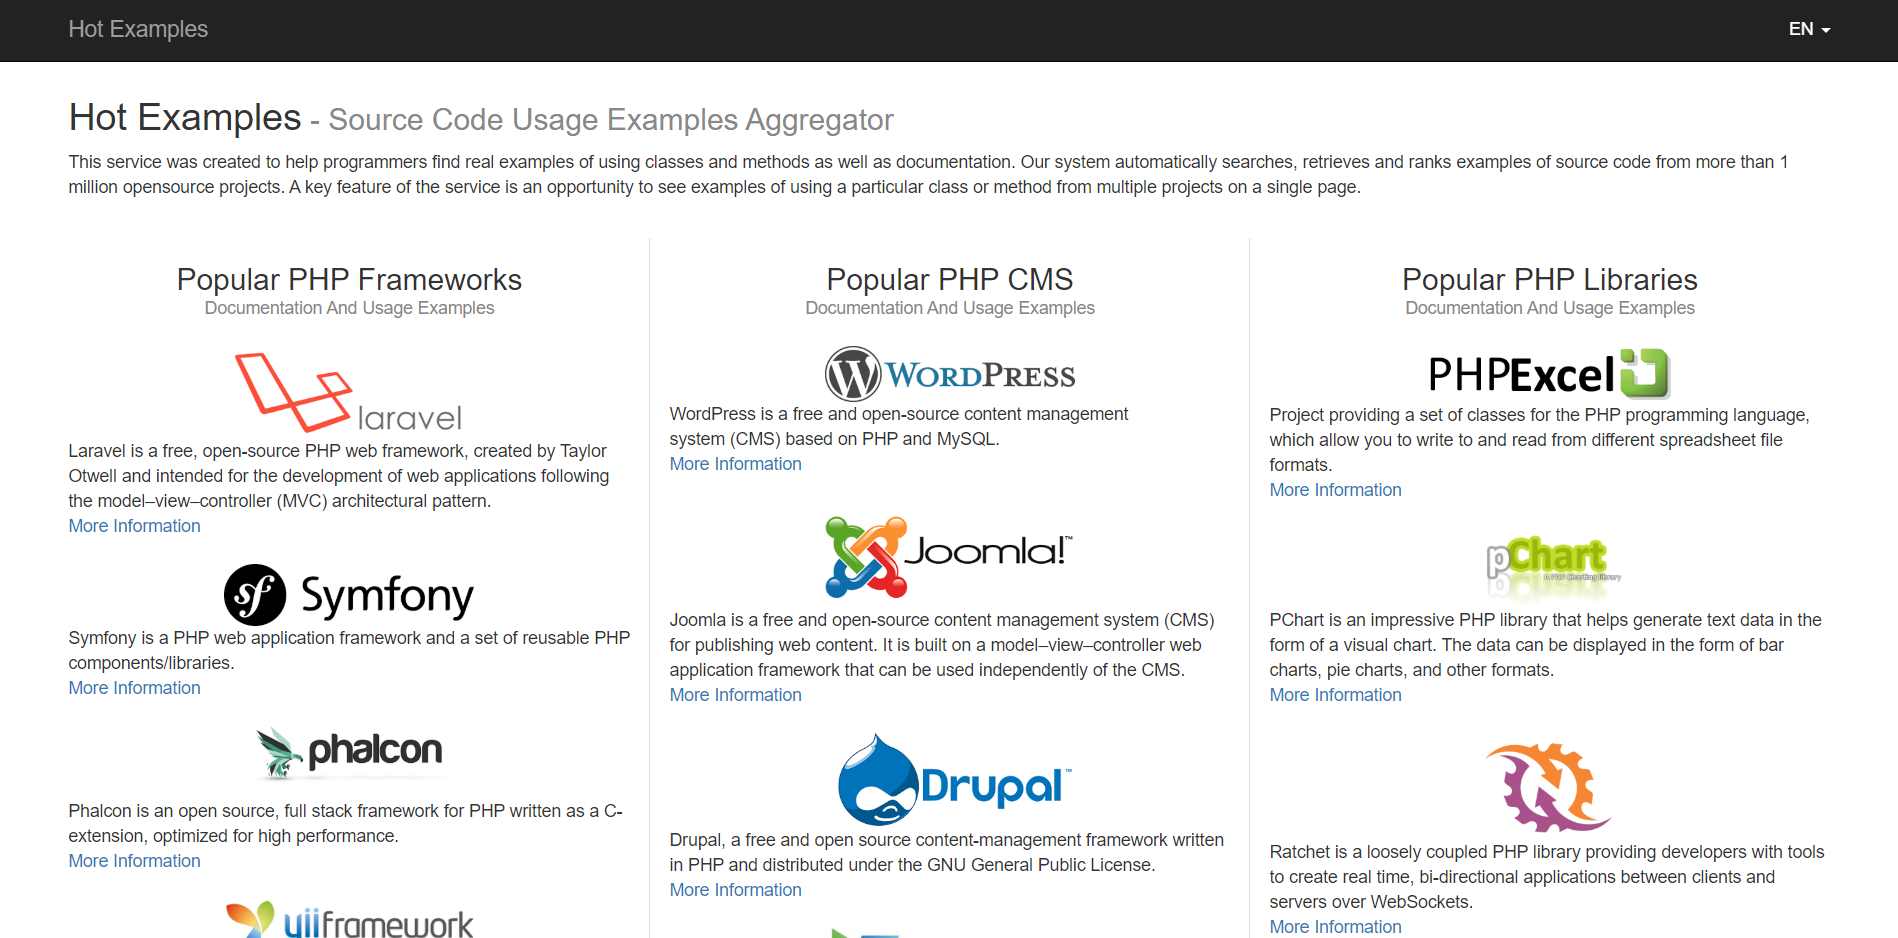 Hot Examples
EN
Hot Examples - Source Code Usage Examples Aggregator
This service was created to help programmers find real examples of using classes and methods as well as documentation. Our system automatically searches, retrieves and ranks examples of source code from more than 1
million opensource projects. A key feature of the service is an opportunity to see examples of using a particular class or method from multiple projects on a single page.
Popular PHP Frameworks
Documentation And Usage Examples
laravel
Laravel is a free, open-source PHP web framework, created by Taylor
Otwell and intended for the development of web applications following
the model–view–controller (MVC) architectural pattern.
More Information
sf Symfony
Symfony is a PHP web application framework and a set of reusable PHP
components/libraries.
More Information
phalcon
Phalcon is an open source, full stack framework for PHP written as a C-
extension, optimized for high performance.
More Information
yiiframework
Popular PHP CMS
Documentation And Usage Examples
W WORDPRESS
WordPress is a free and open-source content management
system (CMS) based on PHP and MySQL.
More Information
Joomla!™
Joomla is a free and open-source content management system (CMS)
for publishing web content. It is built on a model–view–controller web
application framework that can be used independently of the CMS.
More Information
Drupal™
Drupal, a free and open source content-management framework written
in PHP and distributed under the GNU General Public License.
More Information
Popular PHP Libraries
Documentation And Usage Examples
PHPExcel
Project providing a set of classes for the PHP programming language,
which allow you to write to and read from different spreadsheet file
formats.
More Information
pChart
A PHP Charting library
PChart is an impressive PHP library that helps generate text data in the
form of a visual chart. The data can be displayed in the form of bar
charts, pie charts, and other formats.
More Information
Ratchet is a loosely coupled PHP library providing developers with tools
to create real time, bi-directional applications between clients and
servers over WebSockets.
More Information